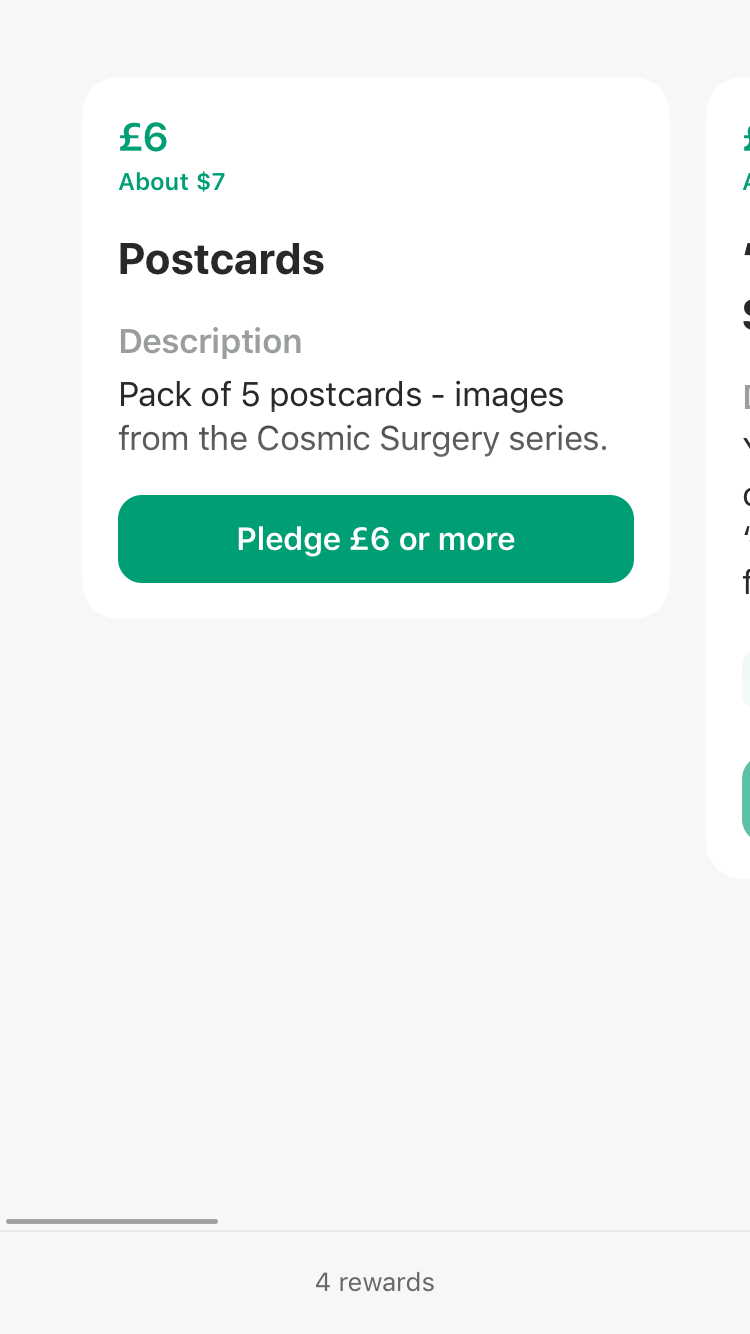 £6
About $7
Postcards
Description
Pack of 5 postcards - images
from the Cosmic Surgery series.
Pledge £6 or more
4 rewards